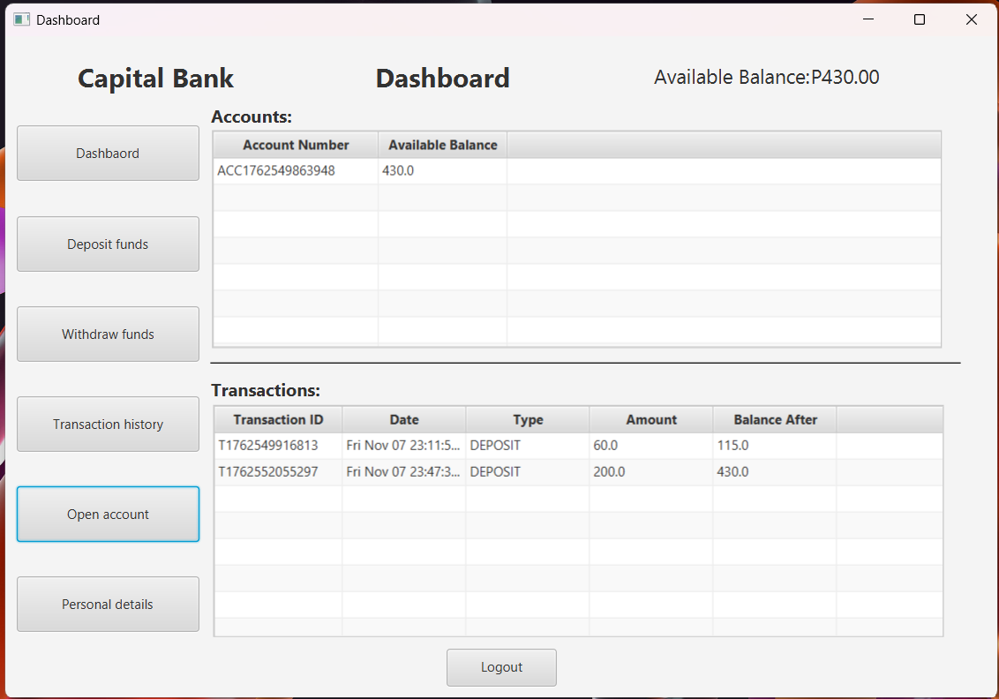 Dashboard
Capital Bank
Dashboard
Available Balance:P430.00
Dashbaord
Deposit funds
Withdraw funds
Transaction history
Open account
Personal details
Accounts:
Account Number Available Balance
ACC1762549863948 430.0
Transactions:
Transaction ID Date Type Amount Balance After
T1762549916813 Fri Nov 07 23:11:5... DEPOSIT 60.0 115.0
T1762552055297 Fri Nov 07 23:47:3... DEPOSIT 200.0 430.0
Logout